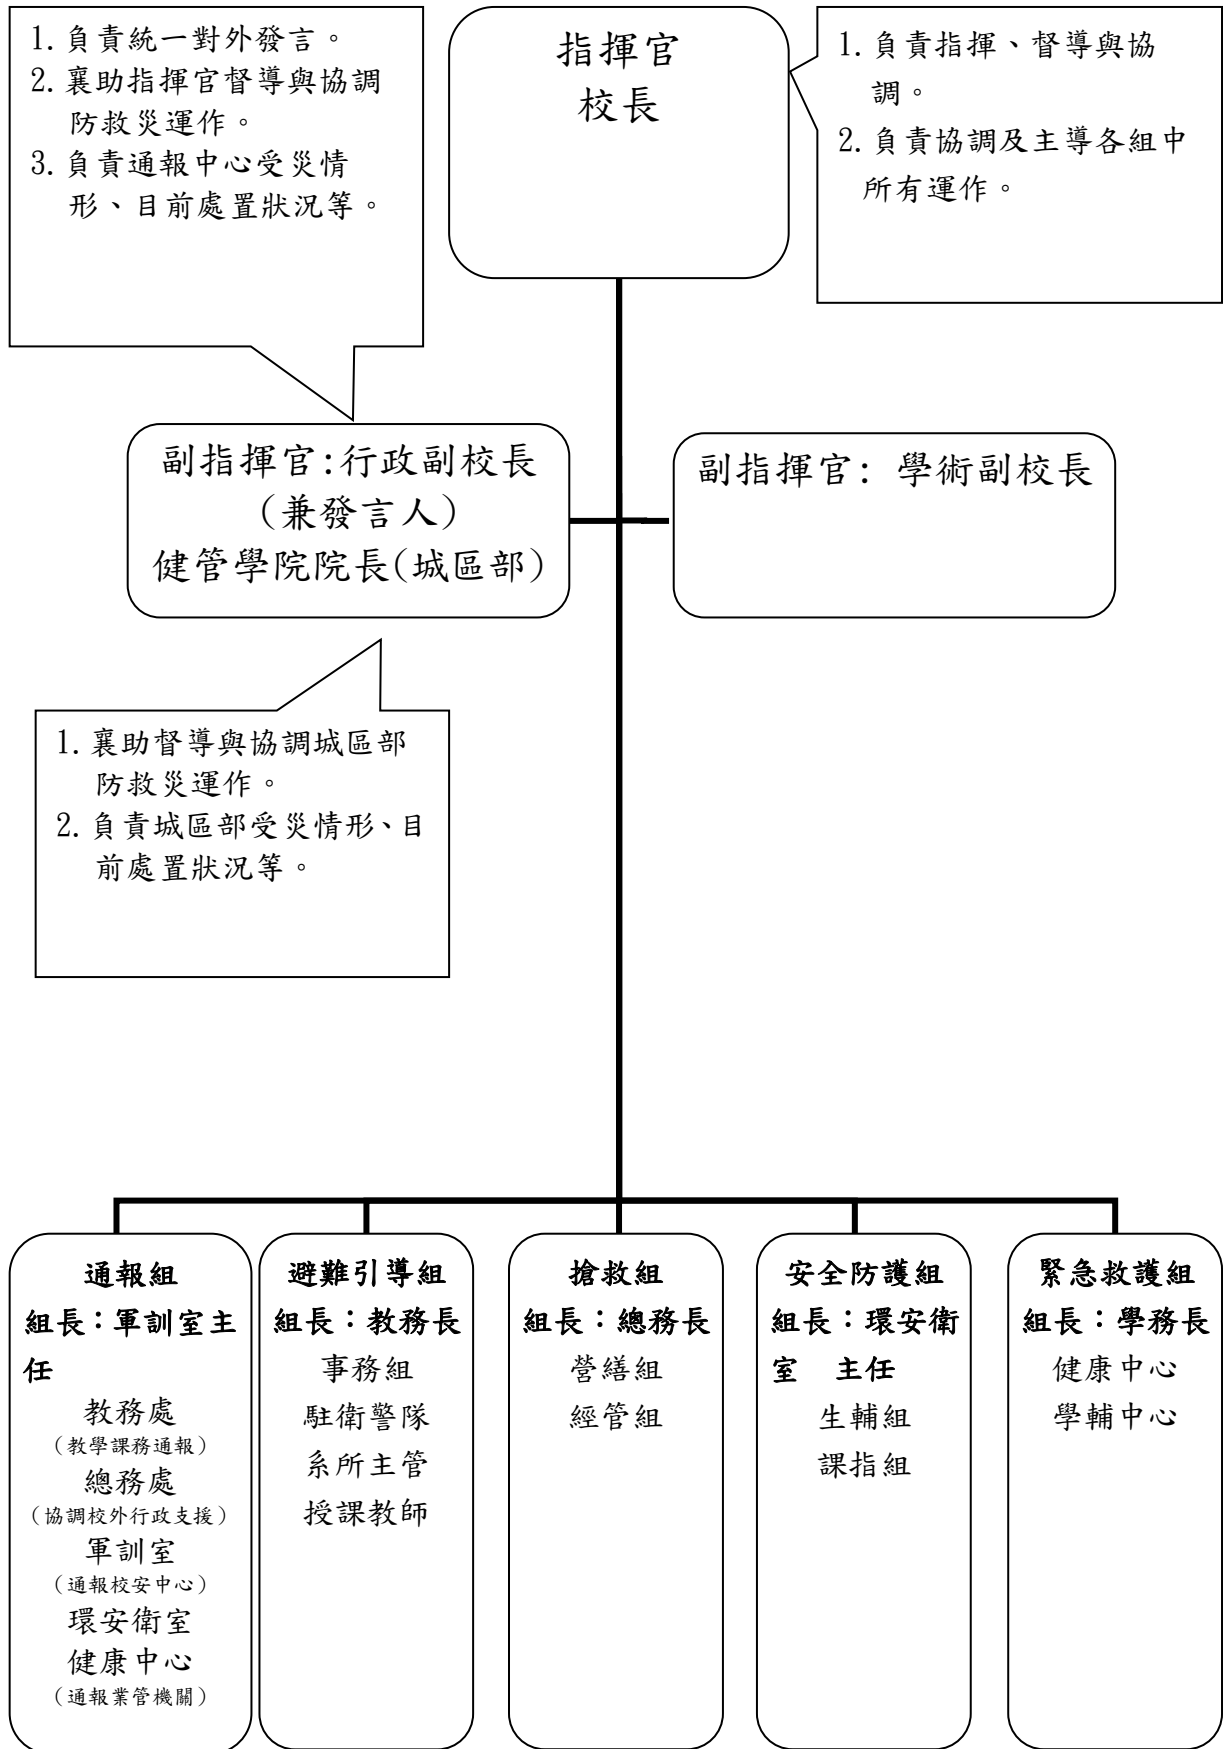 1. 負責統一對外發言。
2. 襄助指揮官督導與協調
防救災運作。
3. 負責通報中心受災情
形、目前處置狀況等。
指揮官
校長
1. 負責指揮、督導與協
調。
2. 負責協調及主導各組中
所有運作。
副指揮官:行政副校長
(兼發言人)
健管學院院長(城區部)
副指揮官: 學術副校長
1. 襄助督導與協調城區部
防救災運作。
2. 負責城區部受災情形、目
前處置狀況等。
通報組
組長：軍訓室主
任
教務處
（教學課務通報）
總務處
（協調校外行政支援）
軍訓室
（通報校安中心）
環安衛室
健康中心
（通報業管機關）
避難引導組
組長：教務長
事務組
駐衛警隊
系所主管
授課教師
搶救組
組長：總務長
營繕組
經管組
安全防護組
組長：環安衛
室　主任
生輔組
課指組
緊急救護組
組長：學務長
健康中心
學輔中心